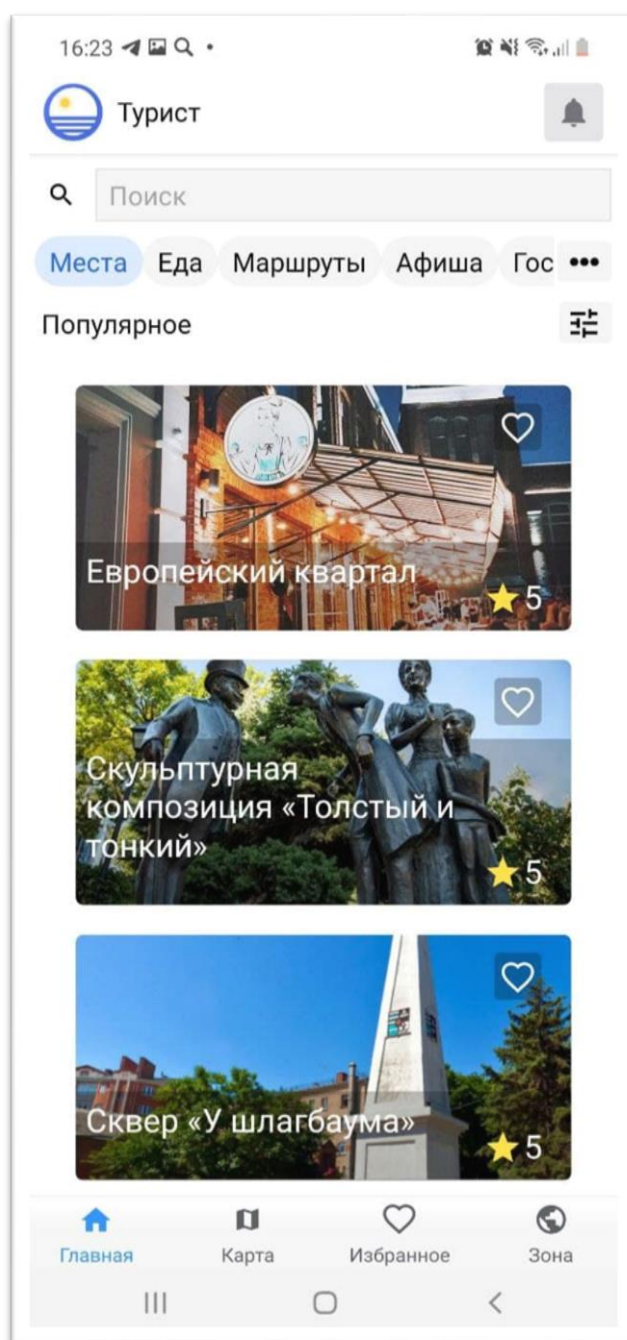 16:23
Турист
Поиск
Места Еда Маршруты Афиша Гос
Популярное
Европейский квартал
5
Скульптурная
композиция «Толстый и
тонкий»
5
Сквер «У шлагбаума»
5
Главная Карта Избранное Зона